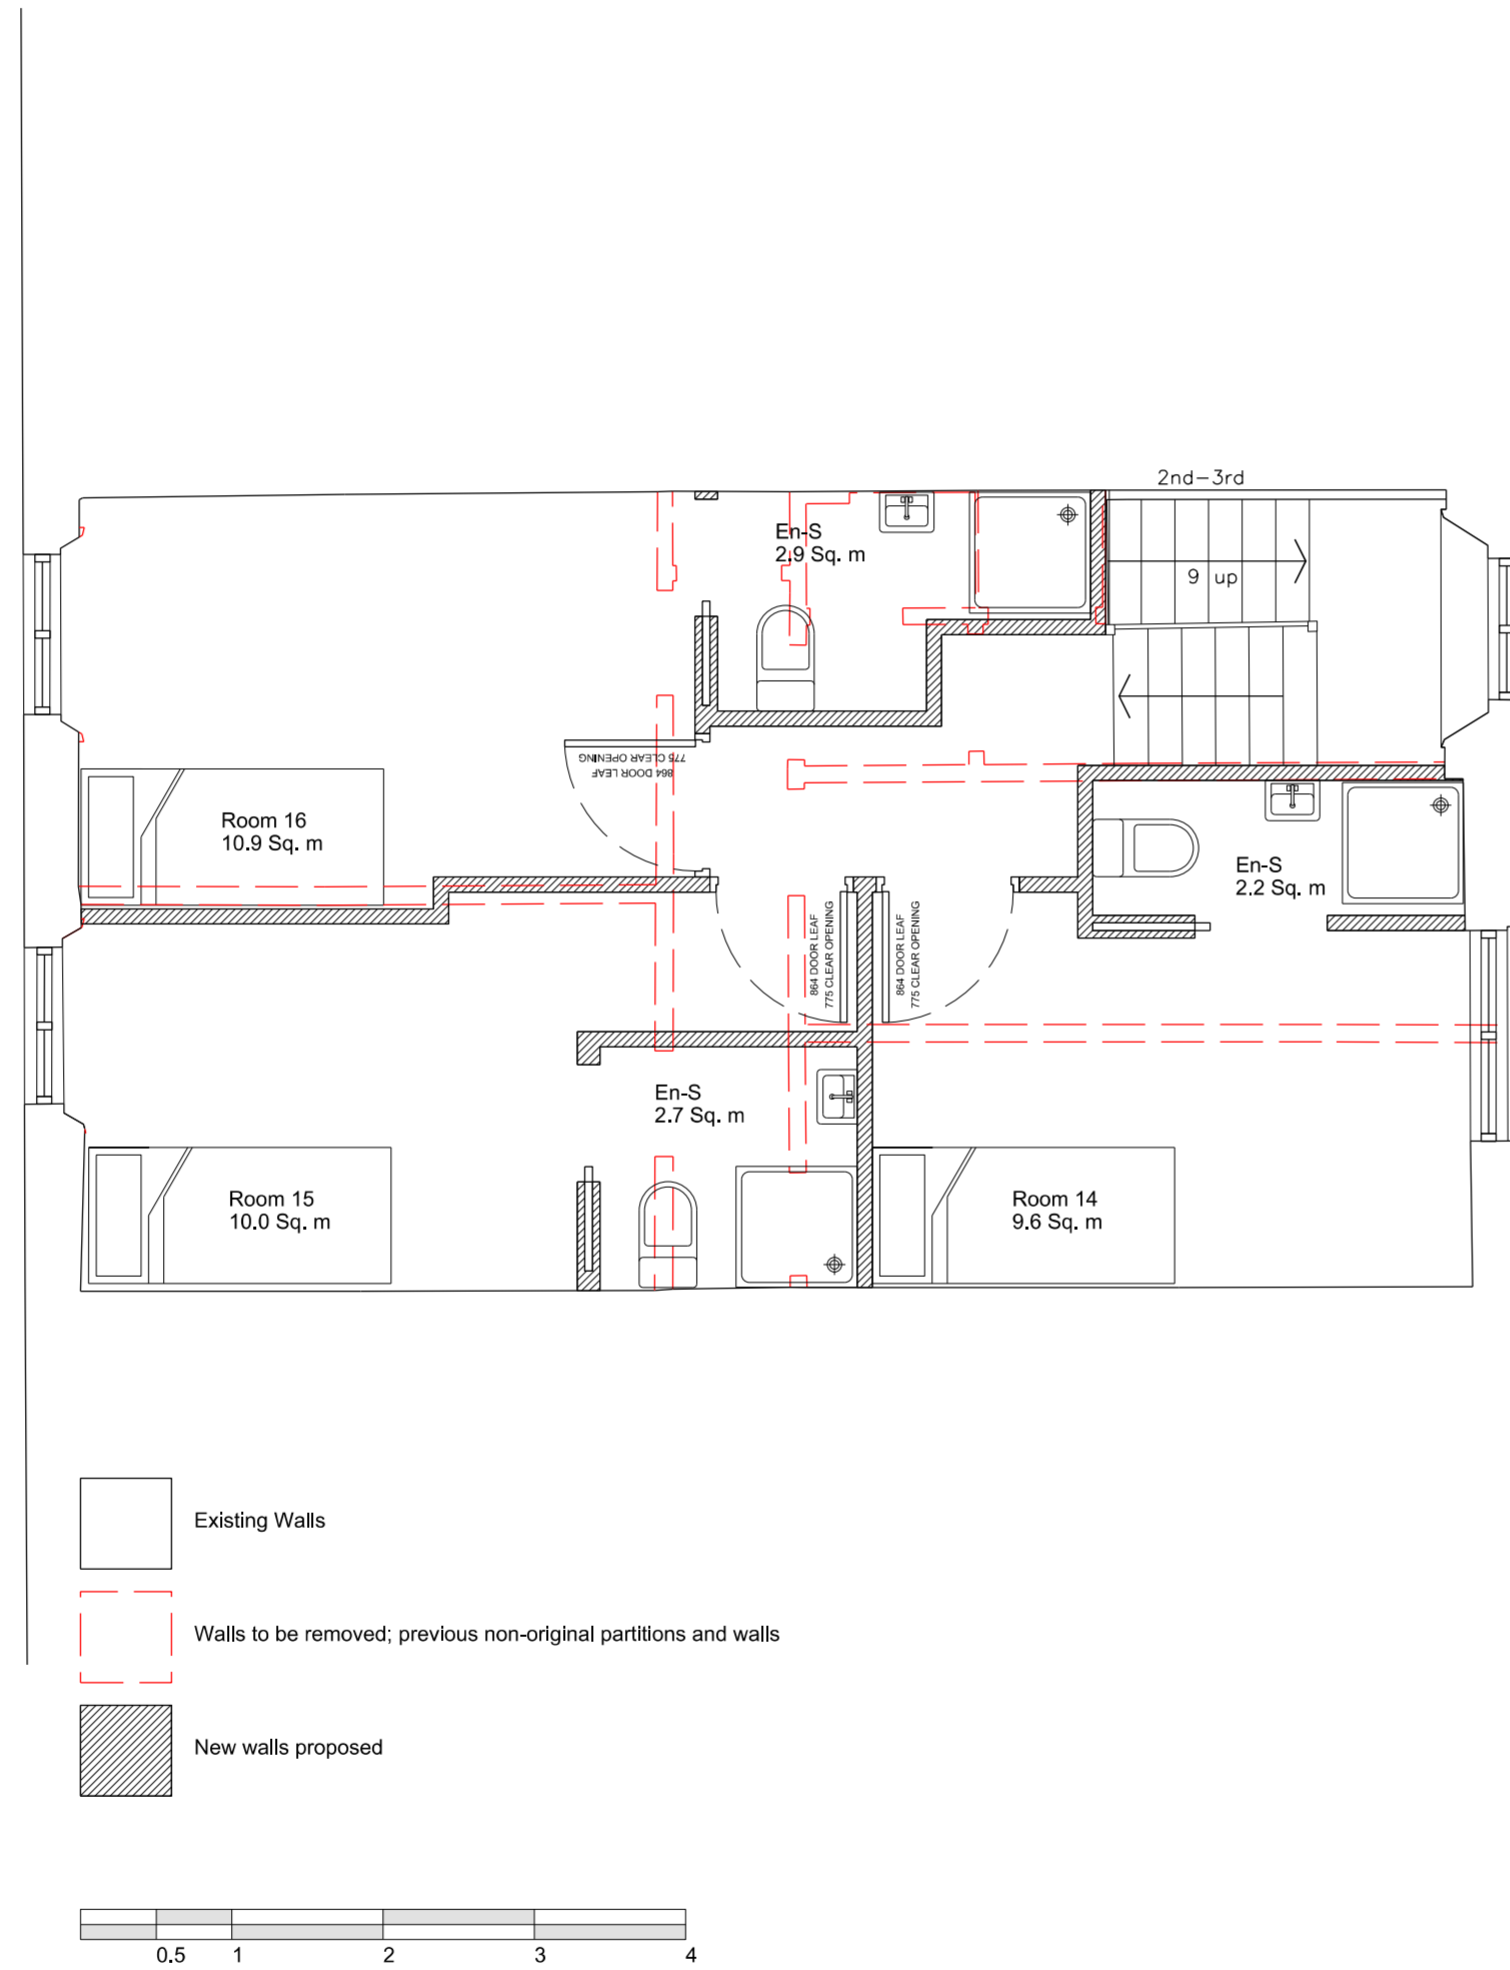 2nd-3rd
En-S
2.9 Sq. m
9 up
775 CLEAR OPENING
864 DOOR LEAF
Room 16
10.9 Sq. m
En-S
2.2 Sq. m
864 DOOR LEAF
775 CLEAR OPENING
864 DOOR LEAF
775 CLEAR OPENING
En-S
2.7 Sq. m
Room 15
10.0 Sq. m
Room 14
9.6 Sq. m
Existing Walls
Walls to be removed; previous non-original partitions and walls
New walls proposed
0.5 1 2 3 4